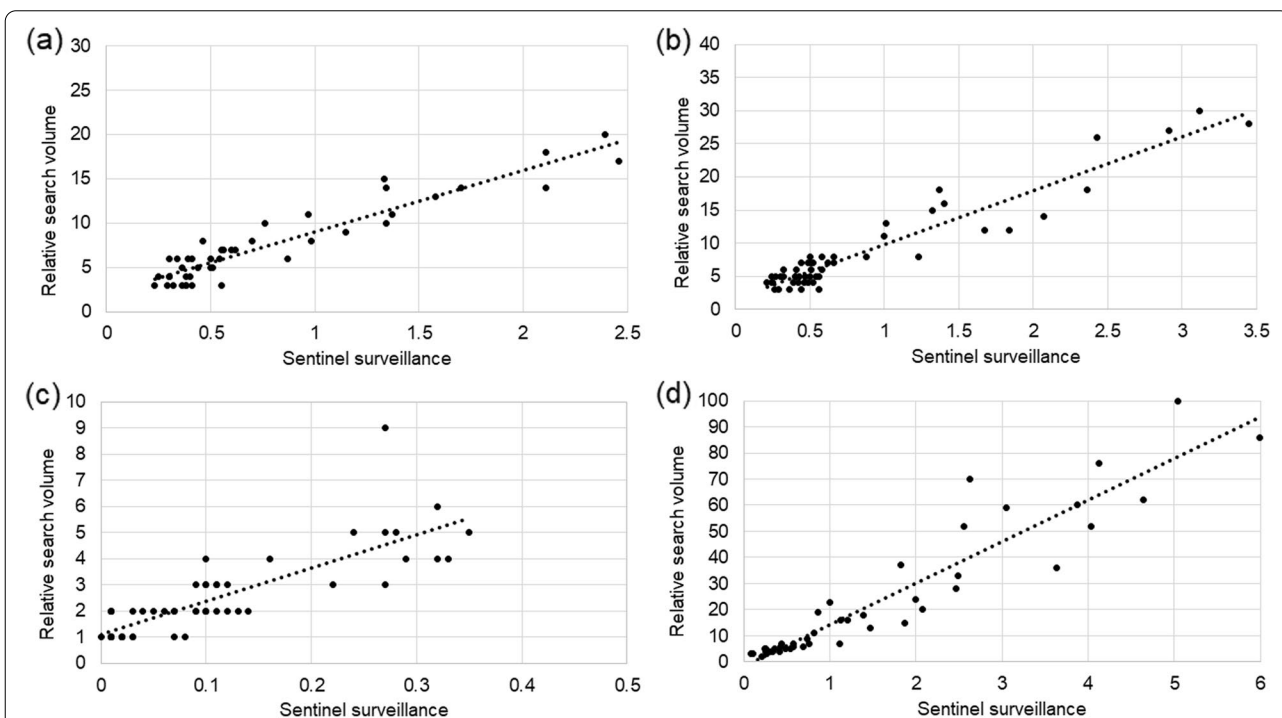 (a)
30
25
20
15
10
5
0
Relative search volume
0 0.5 1 1.5 2 2.5
Sentinel surveillance
(b)
40
35
30
25
20
15
10
5
0
Relative search volume
0 0.5 1 1.5 2 2.5 3 3.5
Sentinel surveillance
(c)
10
9
8
7
6
5
4
3
2
1
0
Relative search volume
0 0.1 0.2 0.3 0.4 0.5
Sentinel surveillance
(d)
100
90
80
70
60
50
40
30
20
10
0
Relative search volume
0 1 2 3 4 5 6
Sentinel surveillance